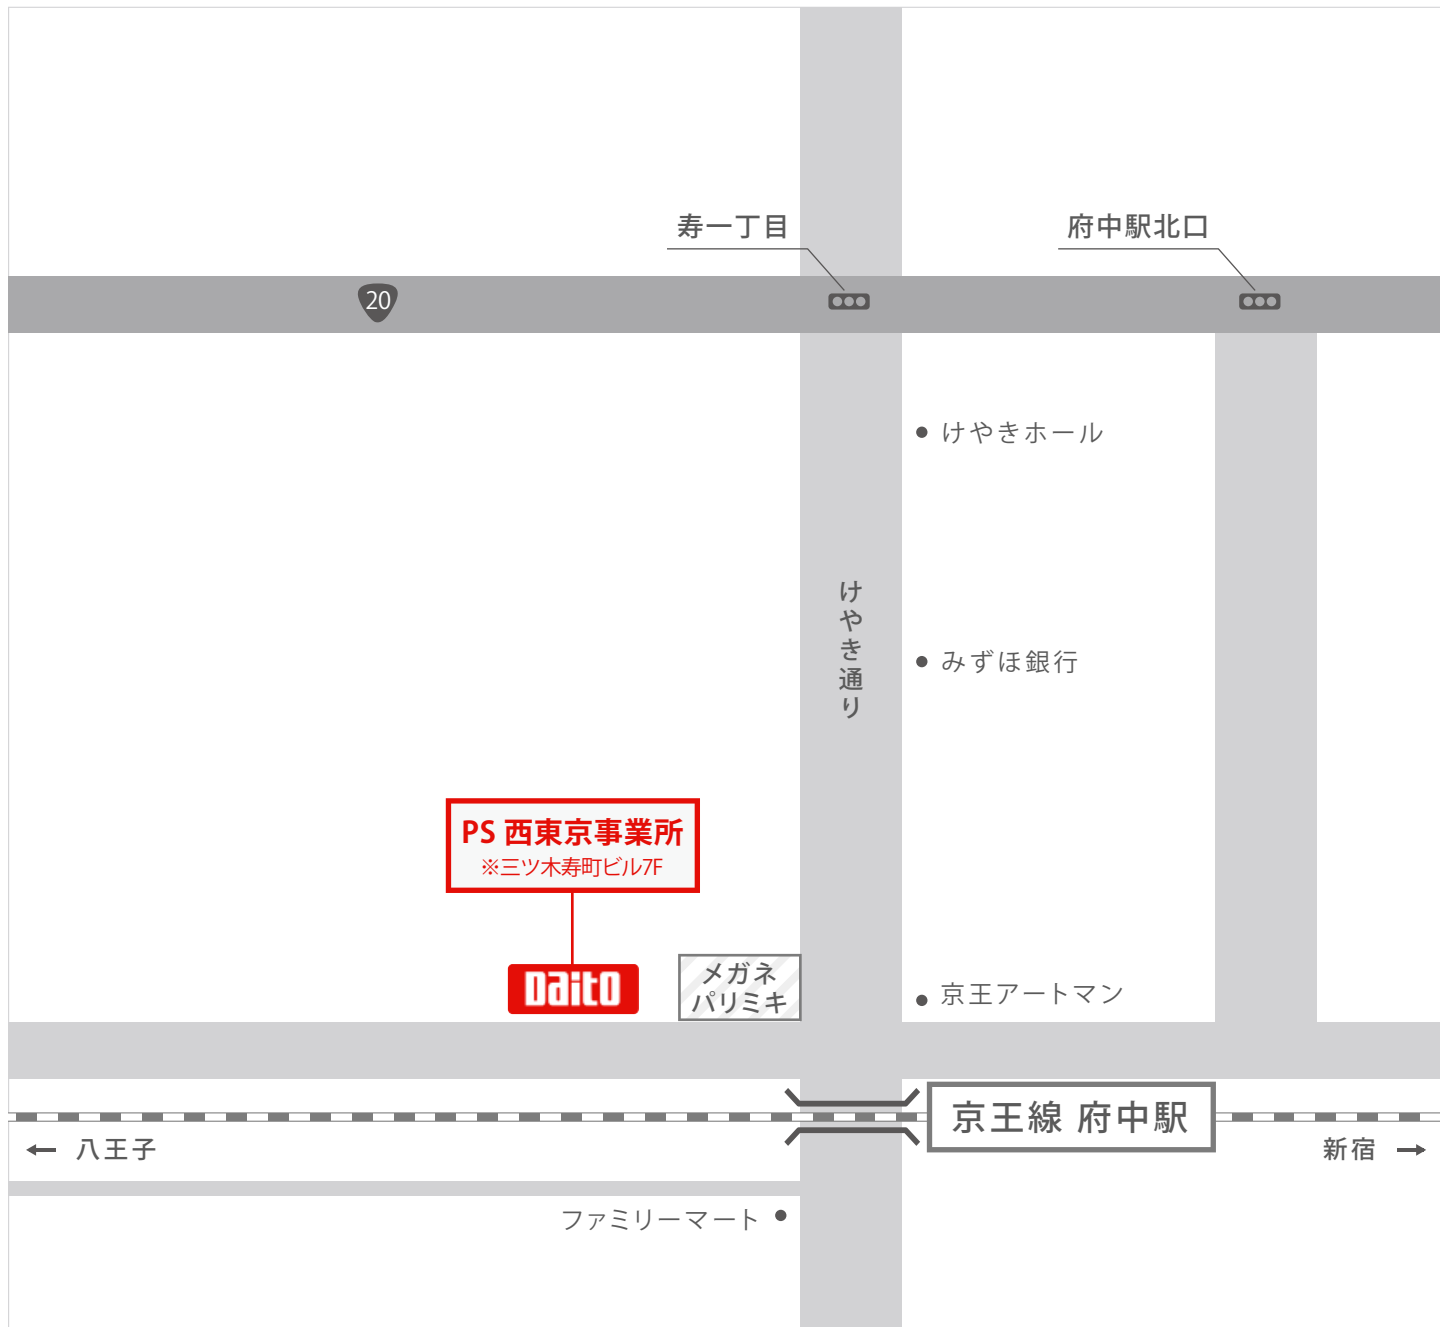 寿一丁目
府中駅北口
20
けやきホール
けやき通り
みずほ銀行
PS 西東京事業所
※三ツ木寿町ビル7F
Daito
メガネ
パリミキ
京王アートマン
京王線 府中駅
← 八王子
新宿 →
ファミリーマート